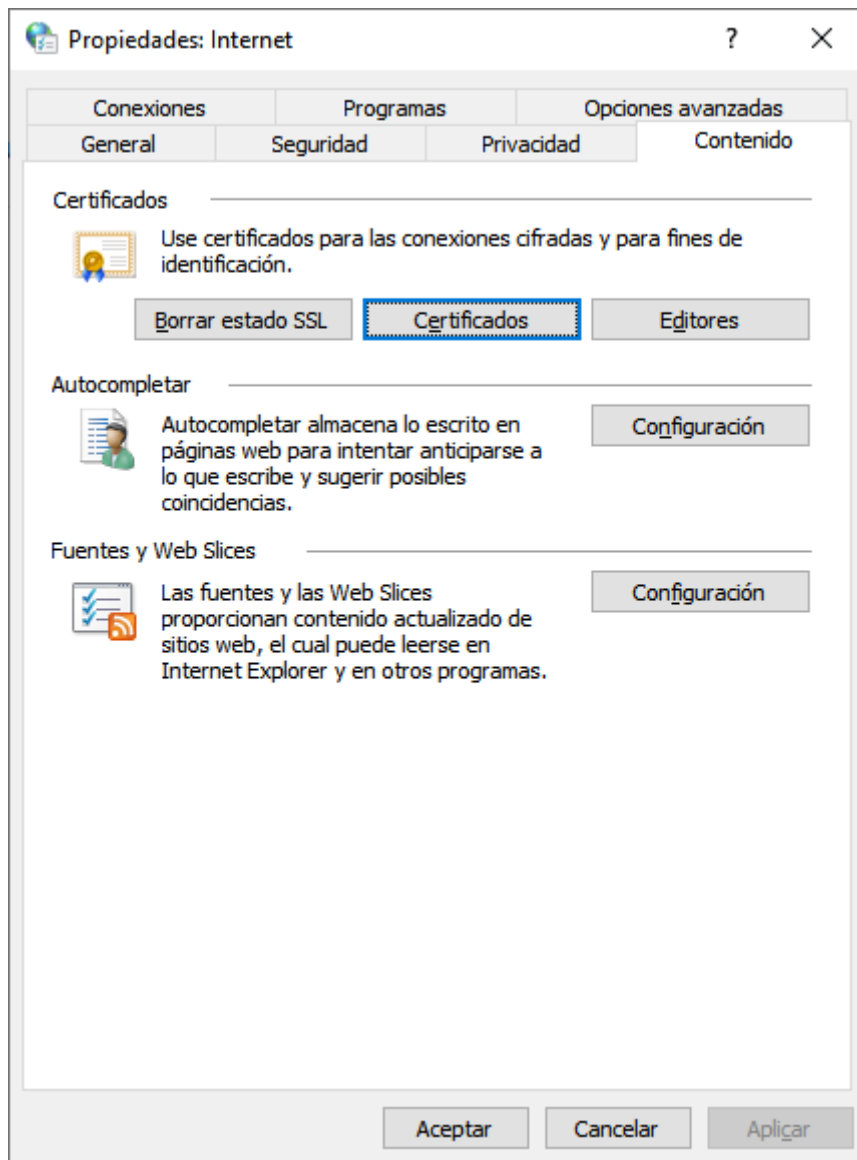 Propiedades: Internet
?
Conexiones
Programas
Opciones avanzadas
General
Seguridad
Privacidad
Contenido
Certificados
Use certificados para las conexiones cifradas y para fines de
identificación.
Borrar estado SSL
Certificados
Editores
Autocompletar
Autocompletar almacena lo escrito en
páginas web para intentar anticiparse a
lo que escribe y sugerir posibles
coincidencias.
Configuración
Fuentes y Web Slices
Las fuentes y las Web Slices
proporcionan contenido actualizado de
sitios web, el cual puede leerse en
Internet Explorer y en otros programas.
Configuración
Aceptar
Cancelar
Aplicar